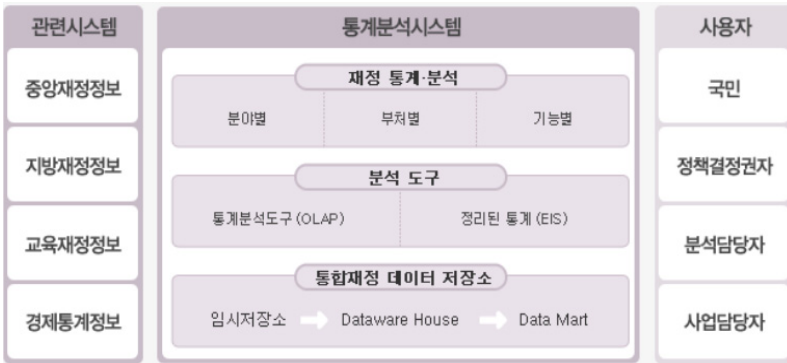 관련시스템
중앙재정정보
지방재정정보
교육재정정보
경제통계정보
통계분석시스템
재정 통계·분석
분야별 부처별 기능별
분석 도구
통계분석도구(OLAP) 정리된 통계(EIS)
통합재정 데이터 저장소
임시저장소 Dataware House Data Mart
사용자
국민
정책결정권자
분석담당자
사업담당자